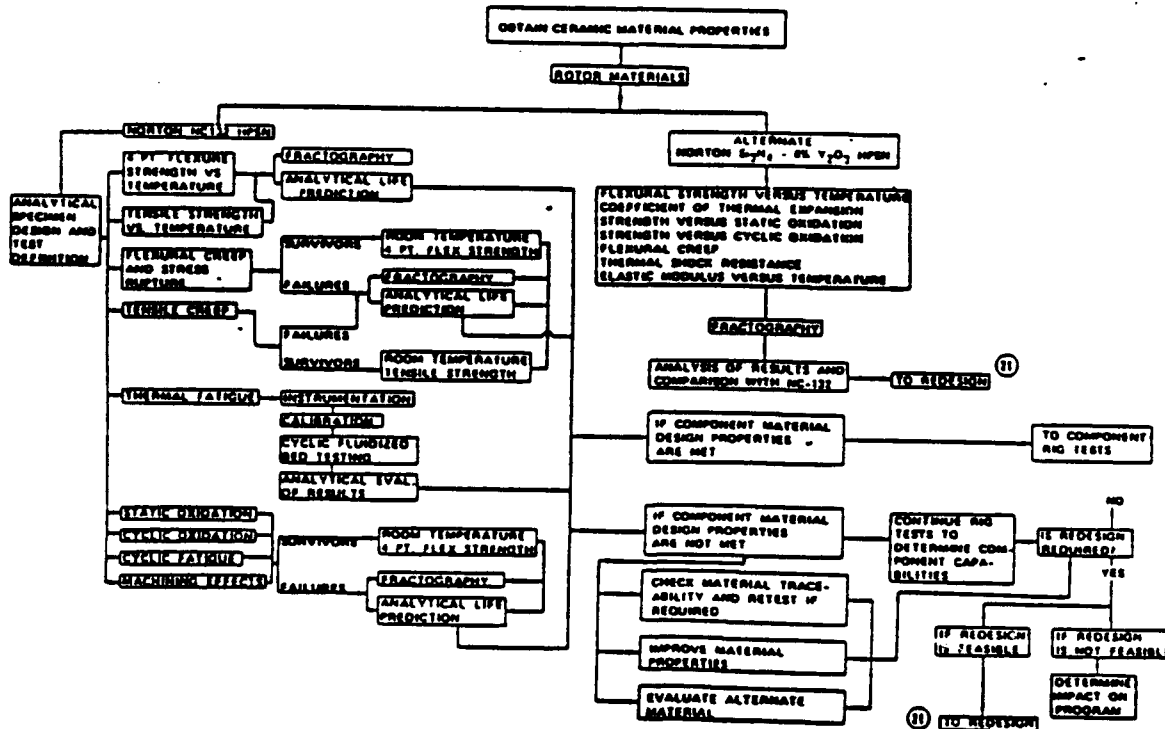 OBTAIN CERAMIC MATERIAL PROPERTIES
ROTOR MATERIALS
NORTON NC132 HPSN
ANALYTICAL
SPECIMEN
DESIGN AND
TEST
DEFINITION
4 PT FLEXURE
STRENGTH VS
TEMPERATURE
FRACTOGRAPHY
ANALYTICAL LIFE
PREDICTION
TENSILE STRENGTH
VS. TEMPERATURE
FLEXURAL CREEP
AND STRESS
RUPTURE
SURVIVORS
ROOM TEMPERATURE
4 PT. FLEX STRENGTH
FAILURES
FRACTOGRAPHY
ANALYTICAL LIFE
PREDICTION
TENSILE CREEP
FAILURES
SURVIVORS
ROOM TEMPERATURE
TENSILE STRENGTH
THERMAL FATIGUE
INSTRUMENTATION
CALIBRATION
CYCLIC FLUIDIZED
BED TESTING
ANALYTICAL EVAL.
OF RESULTS
STATIC OXIDATION
CYCLIC OXIDATION
CYCLIC FATIGUE
MACHINING EFFECTS
SURVIVORS
ROOM TEMPERATURE
4 PT. FLEX STRENGTH
FAILURES
FRACTOGRAPHY
ANALYTICAL LIFE
PREDICTION
ALTERNATE
NORTON Si3N4 - 8% Y2O3 HPSN
FLEXURAL STRENGTH VERSUS TEMPERATURE
COEFFICIENT OF THERMAL EXPANSION
STRENGTH VERSUS STATIC OXIDATION
STRENGTH VERSUS CYCLIC OXIDATION
FLEXURAL CREEP
THERMAL SHOCK RESISTANCE
ELASTIC MODULUS VERSUS TEMPERATURE
FRACTOGRAPHY
ANALYSIS OF RESULTS AND
COMPARISON WITH NC-132
TO REDESIGN
IF COMPONENT MATERIAL
DESIGN PROPERTIES
ARE MET
TO COMPONENT
RIG TESTS
IF COMPONENT MATERIAL
DESIGN PROPERTIES
ARE NOT MET
CONTINUE RIG
TESTS TO
DETERMINE COM-
PONENT CAPA-
BILITIES
NO
IS REDESIGN
REQUIRED?
YES
CHECK MATERIAL TRACE-
ABILITY AND RETEST IF
REQUIRED
IMPROVE MATERIAL
PROPERTIES
EVALUATE ALTERNATE
MATERIAL
IF REDESIGN
IS FEASIBLE
IF REDESIGN
IS NOT FEASIBLE
DETERMINE
IMPACT ON
PROGRAM
TO REDESIGN